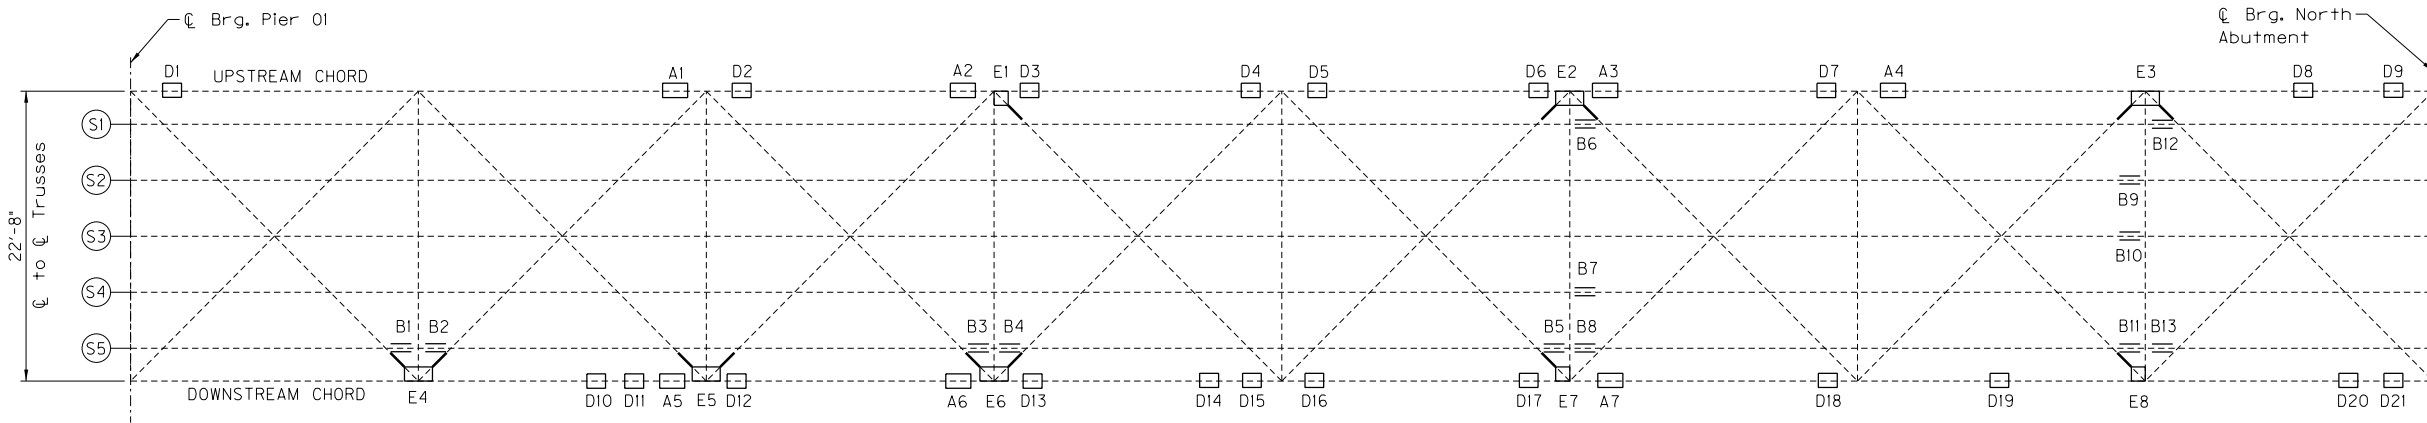 ℄ Brg. Pier 01
℄ Brg. North
Abutment
D1
UPSTREAM CHORD
A1
D2
A2
E1
D3
D4
D5
D6
E2
A3
D7
A4
E3
D8
D9
S1
B6
B12
S2
B9
22'-8"
℄ to ℄ Trusses
S3
B10
B7
S4
B1
B2
B3
B4
B5
B8
B11
B13
S5
DOWNSTREAM CHORD
E4
D10
D11
A5
E5
D12
A6
E6
D13
D14
D15
D16
D17
E7
A7
D18
D19
E8
D20
D21